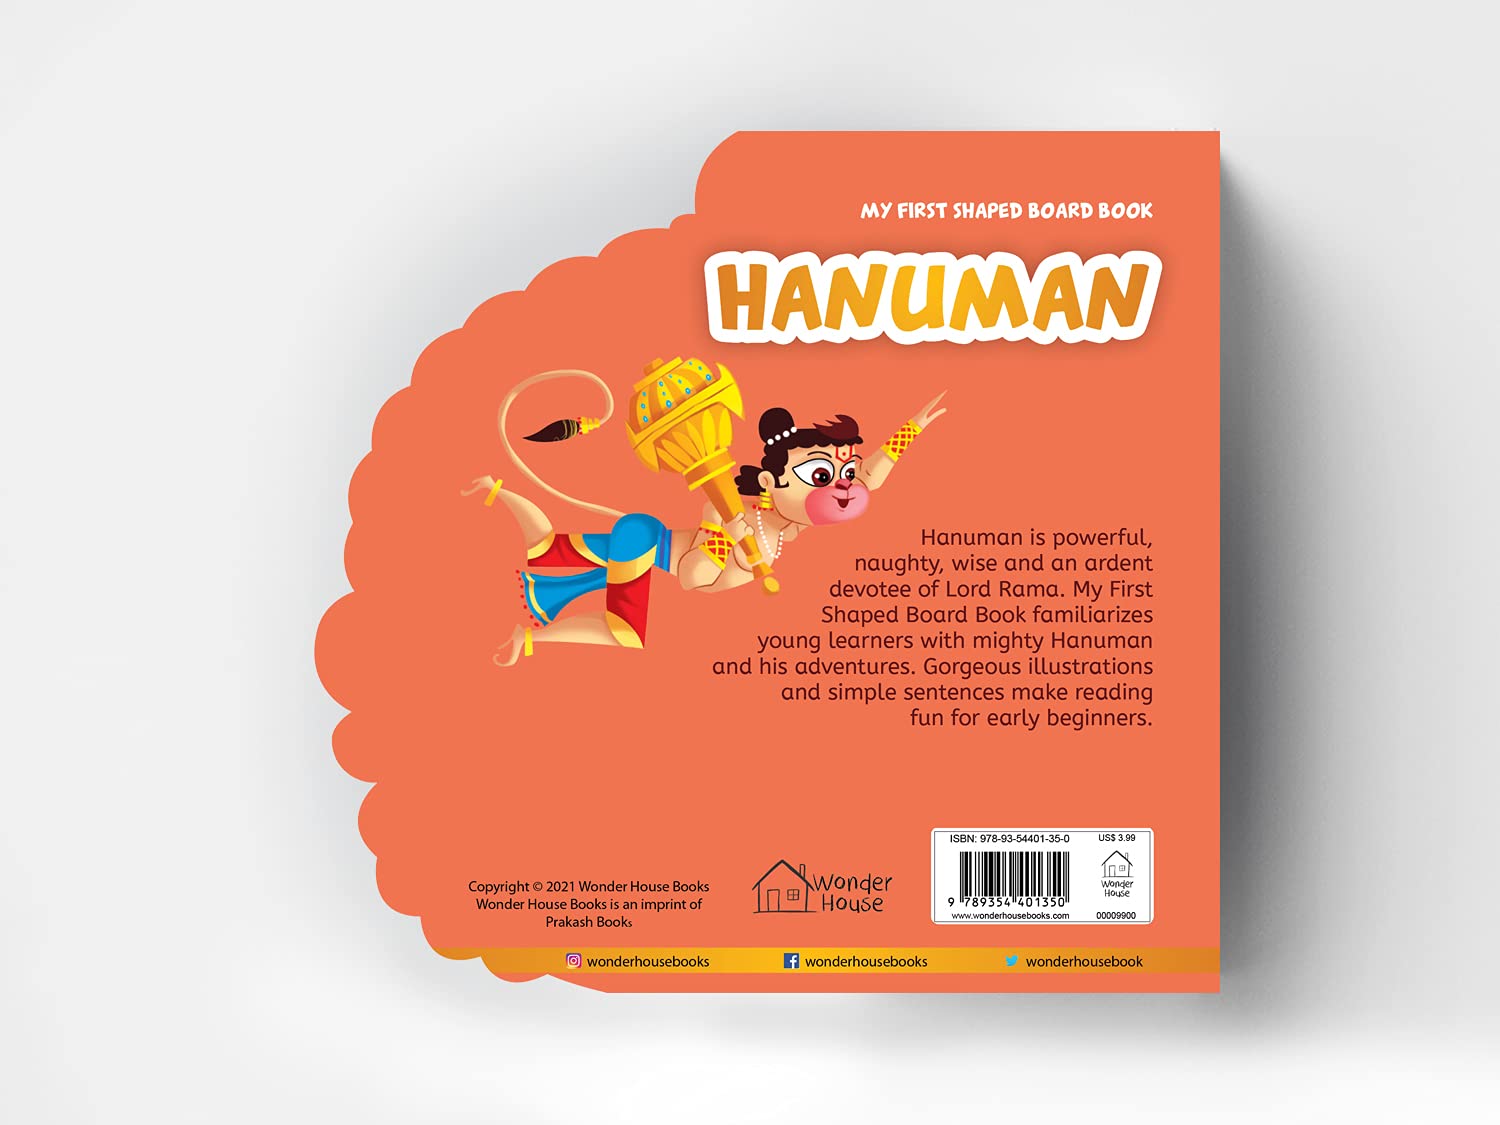 MY FIRST SHAPED BOARD BOOK
HANUMAN
Hanuman is powerful,
naughty, wise and an ardent
devotee of Lord Rama. My First
Shaped Board Book familiarizes
young learners with mighty Hanuman
and his adventures. Gorgeous illustrations
and simple sentences make reading
fun for early beginners.
Copyright © 2021 Wonder House Books
Wonder House Books is an imprint of
Prakash Books
Wonder
House
ISBN: 978-93-54401-35-0
US$ 3.99
Wonder
House
9 789354 401350
www.wonderhousebooks.com
00009900
wonderhousebooks
wonderhousebooks
wonderhousebook